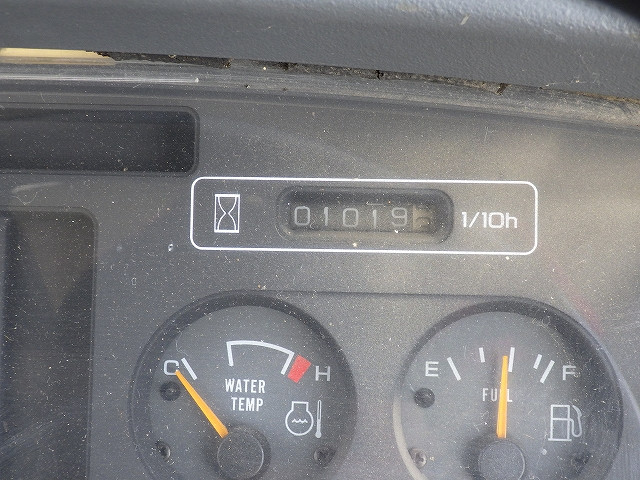 01019
1/10h
C
H
WATER
TEMP
E
F
FUEL